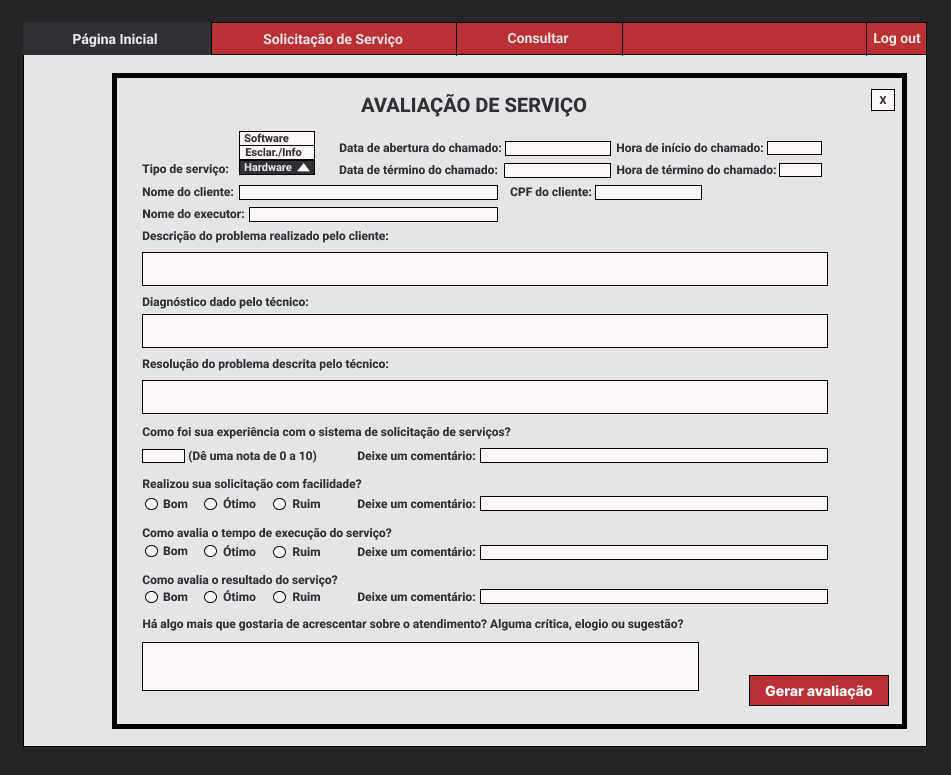 Página Inicial Solicitação de Serviço Consultar Log out
AVALIAÇÃO DE SERVIÇO X
Software
Esclar./Info
Tipo de serviço: Hardware
Data de abertura do chamado: Hora de início do chamado:
Data de término do chamado: Hora de término do chamado:
Nome do cliente: CPF do cliente:
Nome do executor:
Descrição do problema realizado pelo cliente:
Diagnóstico dado pelo técnico:
Resolução do problema descrita pelo técnico:
Como foi sua experiência com o sistema de solicitação de serviços?
(Dê uma nota de 0 a 10) Deixe um comentário:
Realizou sua solicitação com facilidade?
Bom Ótimo Ruim Deixe um comentário:
Como avalia o tempo de execução do serviço?
Bom Ótimo Ruim Deixe um comentário:
Como avalia o resultado do serviço?
Bom Ótimo Ruim Deixe um comentário:
Há algo mais que gostaria de acrescentar sobre o atendimento? Alguma crítica, elogio ou sugestão?
Gerar avaliação